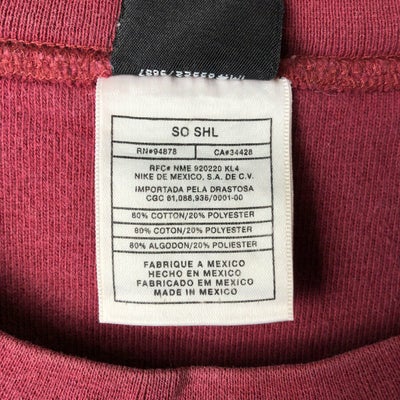 SO SHL
RN#94878 CA#34428
RFC# NME 920220 KL4
NIKE DE MEXICO, S.A. DE C.V.
IMPORTADA PELA DRASTOSA
CGC 61,088,936/0001-00
80% COTTON/20% POLYESTER
80% COTON/20% POLYESTER
80% ALGODON/20% POLIESTER
FABRIQUE A MEXICO
HECHO EN MEXICO
FABRICADO EM MEXICO
MADE IN MEXICO